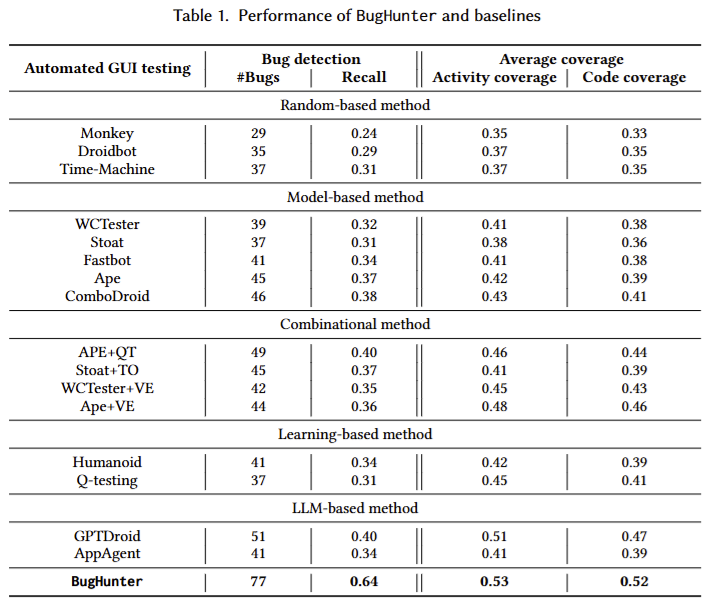 Table 1. Performance of BugHunter and baselines
Automated GUI testing Bug detection Average coverage
#Bugs Recall Activity coverage Code coverage
Random-based method
Monkey 29 0.24 0.35 0.33
Droidbot 35 0.29 0.37 0.35
Time-Machine 37 0.31 0.37 0.35
Model-based method
WCTester 39 0.32 0.41 0.38
Stoat 37 0.31 0.38 0.36
Fastbot 41 0.34 0.41 0.38
Ape 45 0.37 0.42 0.39
ComboDroid 46 0.38 0.43 0.41
Combinational method
APE+QT 49 0.40 0.46 0.44
Stoat+TO 45 0.37 0.41 0.39
WCTester+VE 42 0.35 0.45 0.43
Ape+VE 44 0.36 0.48 0.46
Learning-based method
Humanoid 41 0.34 0.42 0.39
Q-testing 37 0.31 0.45 0.41
LLM-based method
GPTDroid 51 0.40 0.51 0.47
AppAgent 41 0.34 0.41 0.39
BugHunter 77 0.64 0.53 0.52